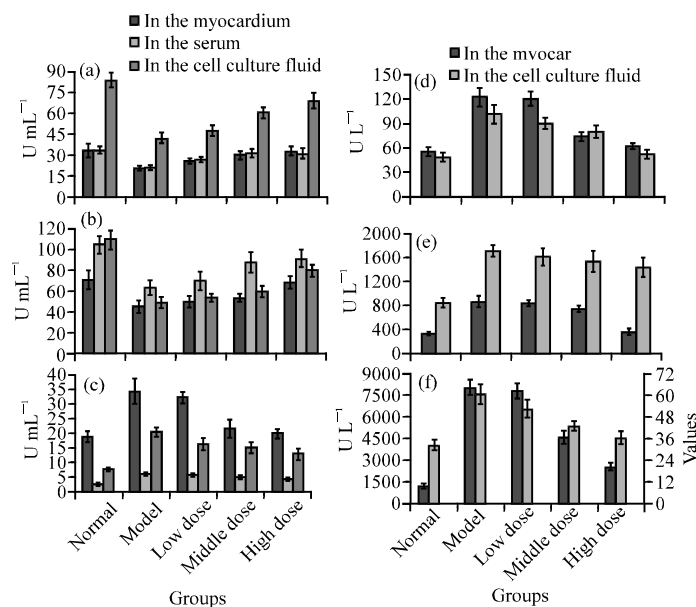 In the myocardium
In the serum
In the cell culture fluid
(a)
90
75
60
45
30
15
0
U mL⁻¹
(b)
120
100
80
60
40
20
0
U mL⁻¹
(c)
40
35
30
25
20
15
10
5
0
U mL⁻¹
Normal
Model
Low dose
Middle dose
High dose
Groups
In the mvocar
In the cell culture fluid
(d)
150
120
90
60
30
0
U L⁻¹
(e)
2000
1600
1200
800
400
0
U L⁻¹
(f)
9000
7500
6000
4500
3000
1500
0
U L⁻¹
72
60
48
36
24
12
0
Values
Normal
Model
Low dose
Middle dose
High dose
Groups